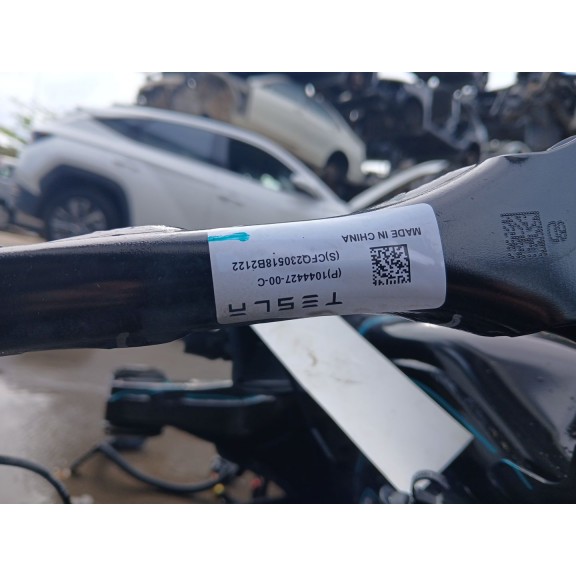 TESLA
(P)1044427-00-C
(S)CFQ230518B2122
MADE IN CHINA